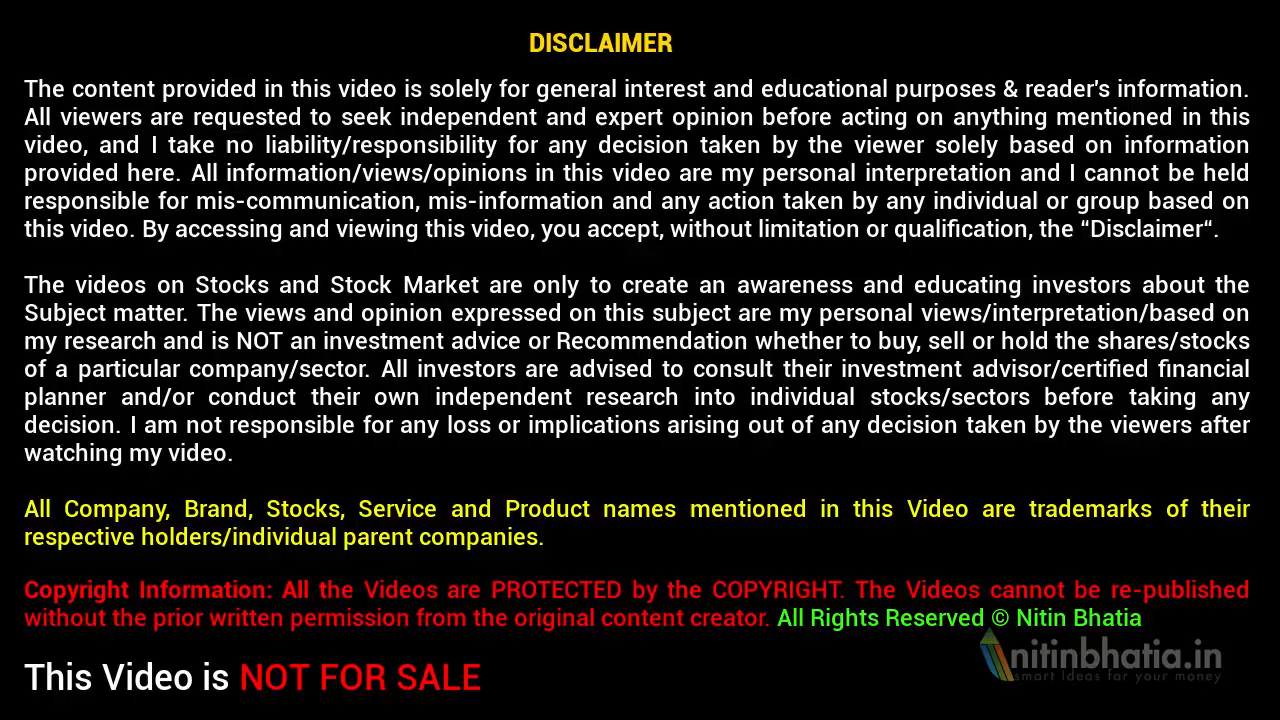 DISCLAIMER
The content provided in this video is solely for general interest and educational purposes & reader's information.
All viewers are requested to seek independent and expert opinion before acting on anything mentioned in this
video, and I take no liability/responsibility for any decision taken by the viewer solely based on information
provided here. All information/views/opinions in this video are my personal interpretation and I cannot be held
responsible for mis-communication, mis-information and any action taken by any individual or group based on
this video. By accessing and viewing this video, you accept, without limitation or qualification, the “Disclaimer“.
The videos on Stocks and Stock Market are only to create an awareness and educating investors about the
Subject matter. The views and opinion expressed on this subject are my personal views/interpretation/based on
my research and is NOT an investment advice or Recommendation whether to buy, sell or hold the shares/stocks
of a particular company/sector. All investors are advised to consult their investment advisor/certified financial
planner and/or conduct their own independent research into individual stocks/sectors before taking any
decision. I am not responsible for any loss or implications arising out of any decision taken by the viewers after
watching my video.
All Company, Brand, Stocks, Service and Product names mentioned in this Video are trademarks of their
respective holders/individual parent companies.
Copyright Information: All the Videos are PROTECTED by the COPYRIGHT. The Videos cannot be re-published
without the prior written permission from the original content creator. All Rights Reserved © Nitin Bhatia
This Video is NOT FOR SALE
nitinbhatia.in
smart ideas for your money